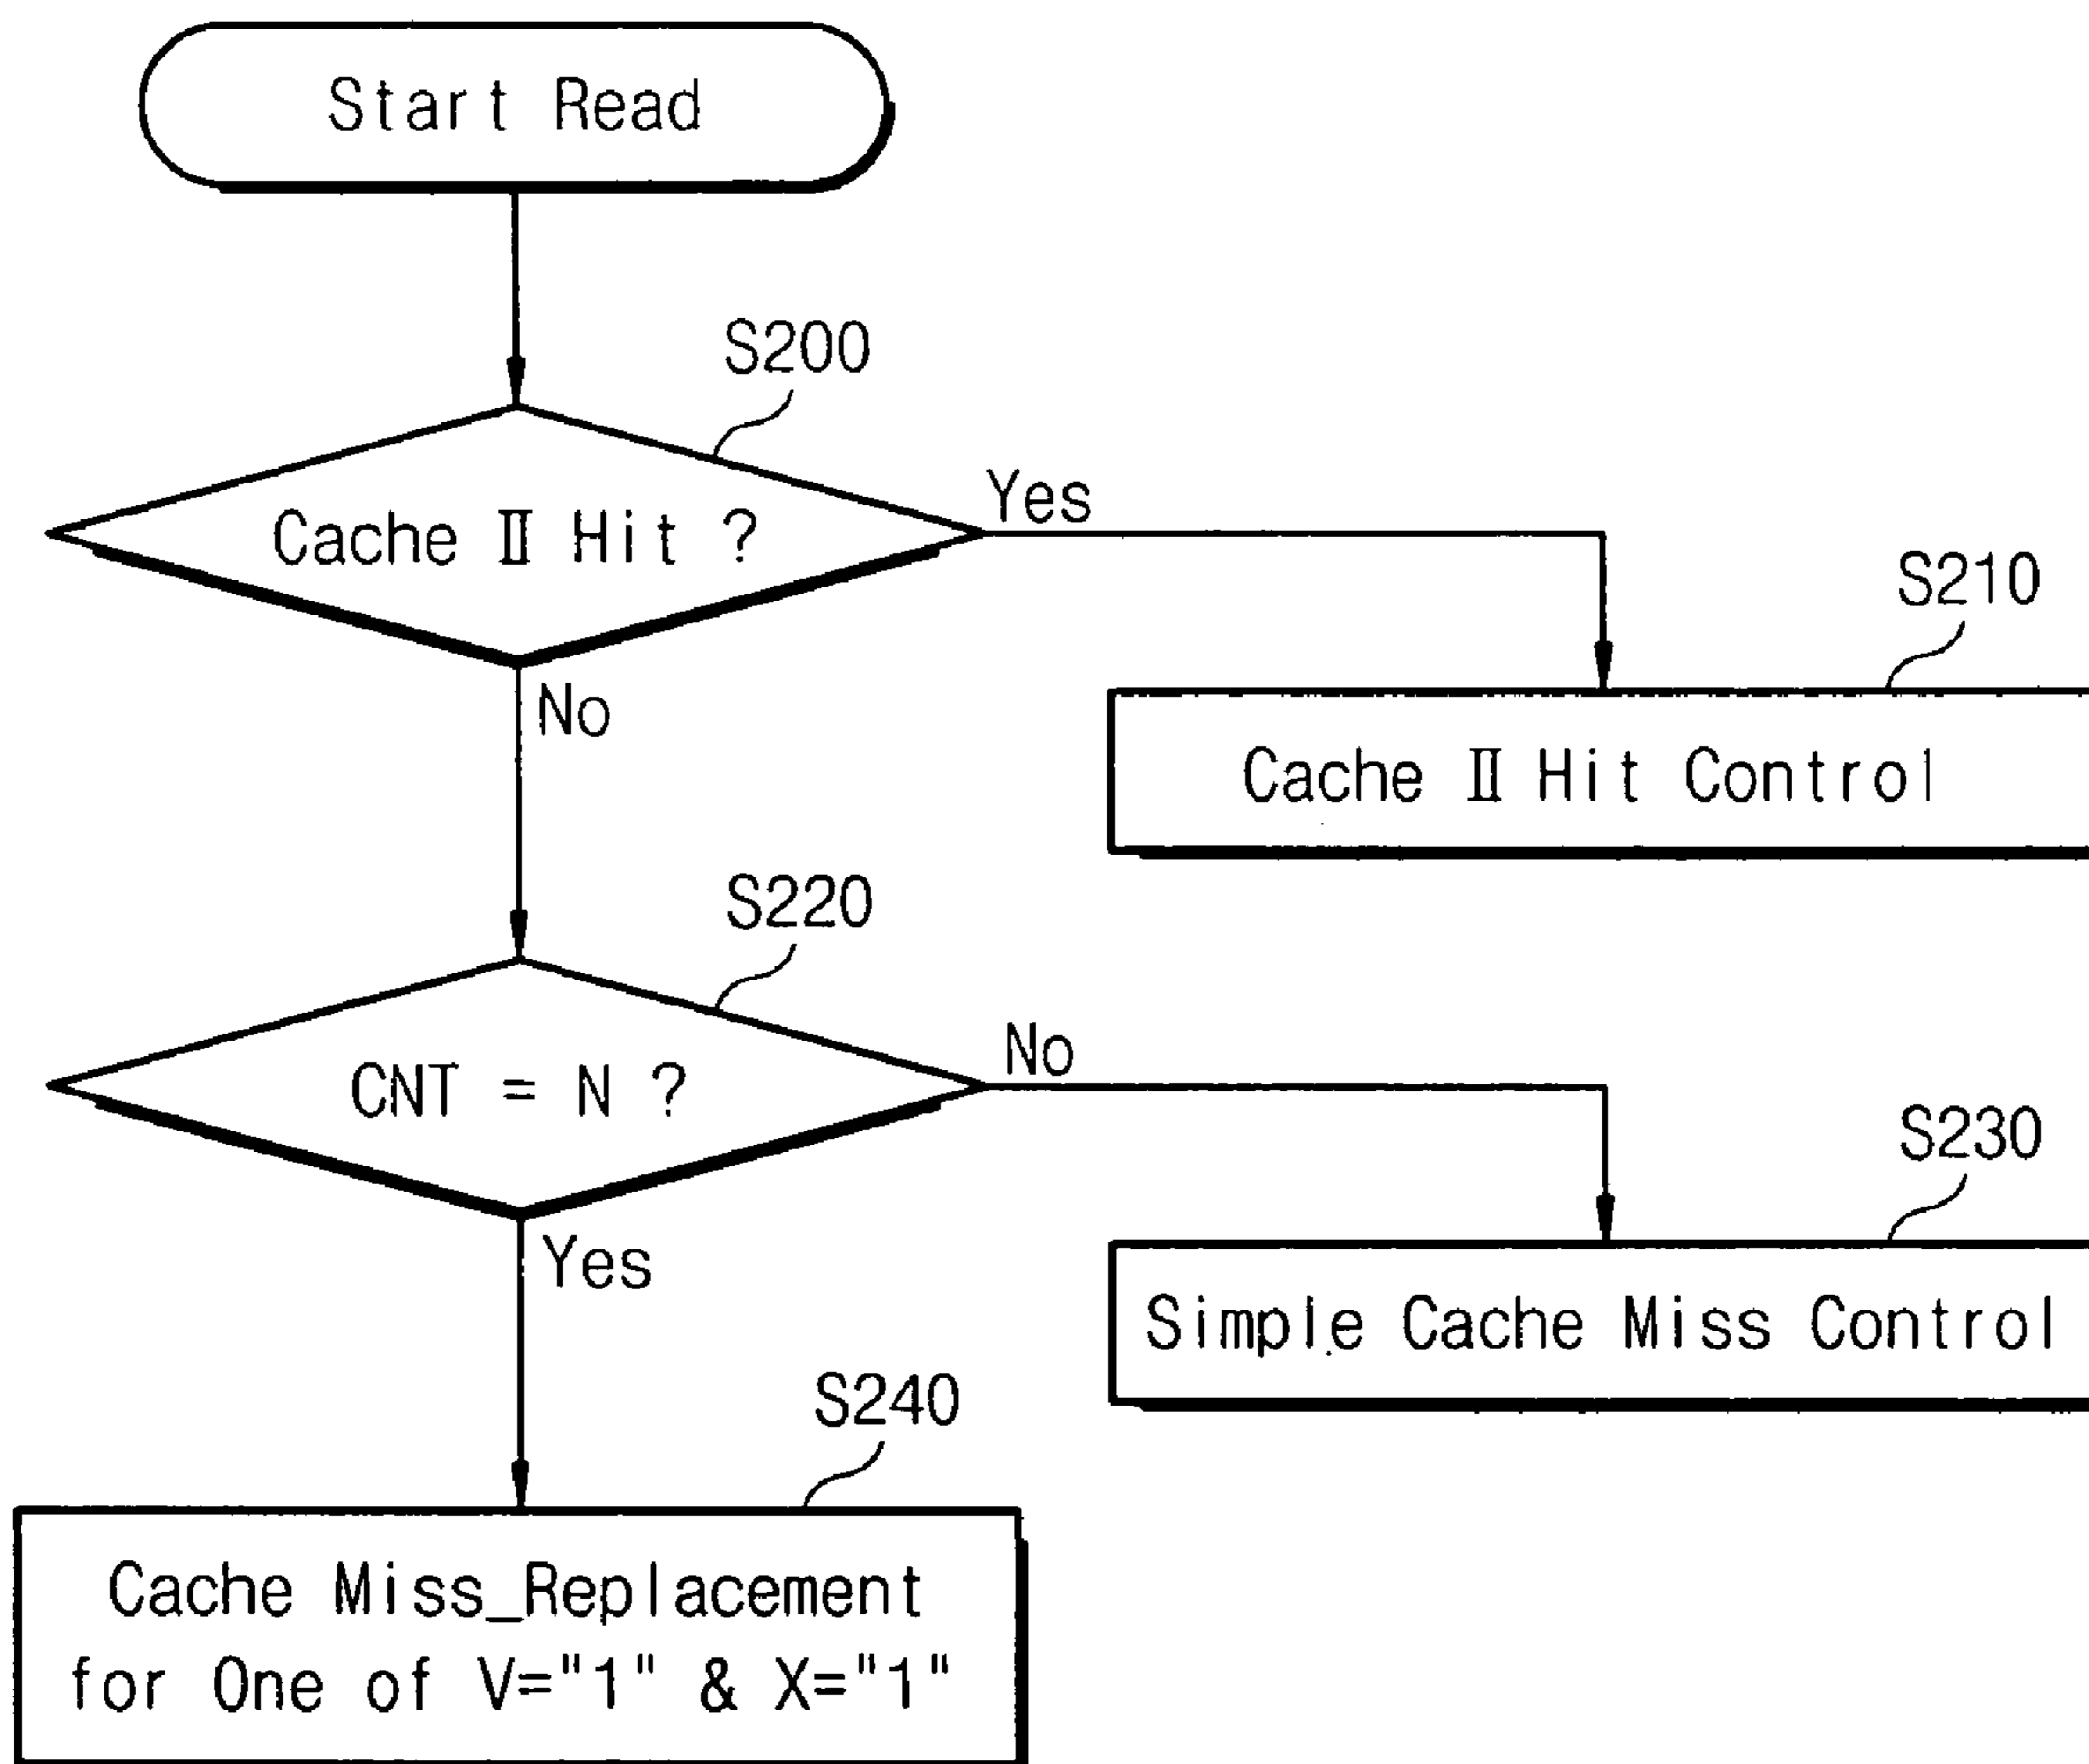 Start Read
S200
Cache Ⅱ Hit ?
Yes
S210
No
Cache Ⅱ Hit Control
S220
CNT = N ?
No
S230
Yes
Simple Cache Miss Control
S240
Cache Miss_Replacement
for One of V="1" & X="1"